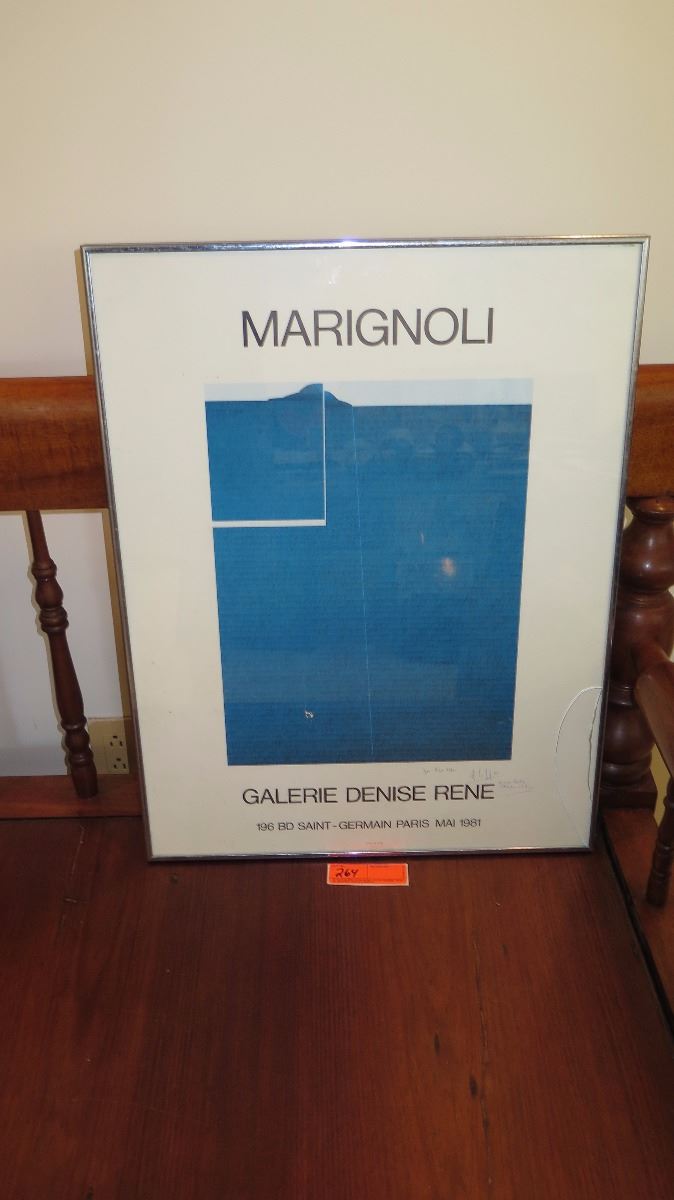 MARIGNOLI
GALERIE DENISE RENE
196 BD SAINT-GERMAIN PARIS MAI 1981
264